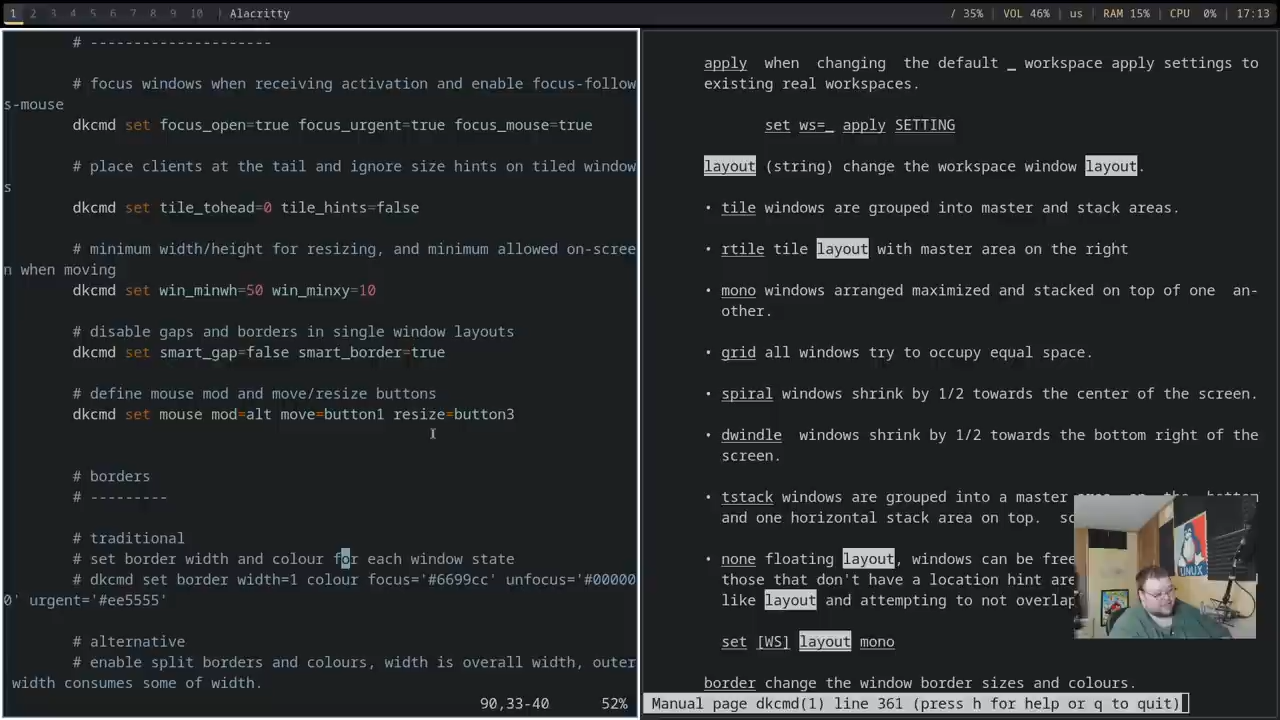 1 2 3 4 5 6 7 8 9 10 | Alacritty / 35% | VOL 46% | us | RAM 15% | CPU 0% | 17:13
# ---------------------
# focus windows when receiving activation and enable focus-follow
s-mouse
dkcmd set focus_open=true focus_urgent=true focus_mouse=true
# place clients at the tail and ignore size hints on tiled window
s
dkcmd set tile_tohead=0 tile_hints=false
# minimum width/height for resizing, and minimum allowed on-scree
n when moving
dkcmd set win_minwh=50 win_minxy=10
# disable gaps and borders in single window layouts
dkcmd set smart_gap=false smart_border=true
# define mouse mod and move/resize buttons
dkcmd set mouse mod=alt move=button1 resize=button3
# borders
# ---------
# traditional
# set border width and colour for each window state
# dkcmd set border width=1 colour focus='#6699cc' unfocus='#00000
0' urgent='#ee5555'
# alternative
# enable split borders and colours, width is overall width, outer
width consumes some of width.
90,33-40 52%
apply when changing the default _ workspace apply settings to
existing real workspaces.
set ws=_ apply SETTING
layout (string) change the workspace window layout.
• tile windows are grouped into master and stack areas.
• rtile tile layout with master area on the right
• mono windows arranged maximized and stacked on top of one an-
other.
• grid all windows try to occupy equal space.
• spiral windows shrink by 1/2 towards the center of the screen.
• dwindle windows shrink by 1/2 towards the bottom right of the
screen.
• tstack windows are grouped into a master
and one horizontal stack area on top.
• none floating layout, windows can be free
those that don't have a location hint are
like layout and attempting to not overlap
set [WS] layout mono
border change the window border sizes and colours.
Manual page dkcmd(1) line 361 (press h for help or q to quit)
UNIX